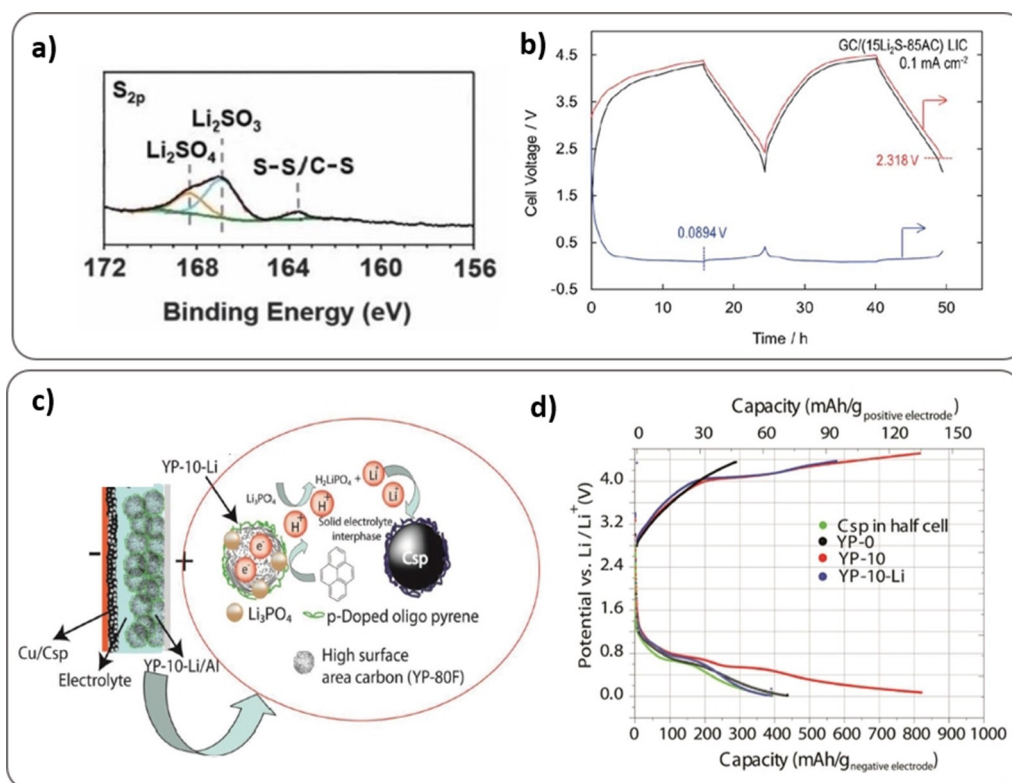 a)
S2p
Li2SO3
Li2SO4
S-S/C-S
172 168 164 160 156
Binding Energy (eV)
b)
GC/(15Li2S-85AC) LIC
0.1 mA cm-2
4.5
3.5
2.5
1.5
0.5
-0.5
Cell Voltage / V
2.318 V
0.0894 V
0 10 20 30 40 50
Time / h
c)
YP-10-Li
Li3PO4
H2LiPO4 +
Li+
Li+
H+
H+
Solid electrolyte
interphase
e-
e-
Csp
Li3PO4
p-Doped oligo pyrene
High surface
area carbon (YP-80F)
-
+
Cu/Csp
Electrolyte
YP-10-Li/Al
d)
Capacity (mAh/gpositive electrode)
0 30 60 90 120 150
Potential vs. Li / Li+(V)
4.0
3.2
2.4
1.6
0.8
0.0
Csp in half cell
YP-0
YP-10
YP-10-Li
0 100 200 300 400 500 600 700 800 900 1000
Capacity (mAh/gnegative electrode)